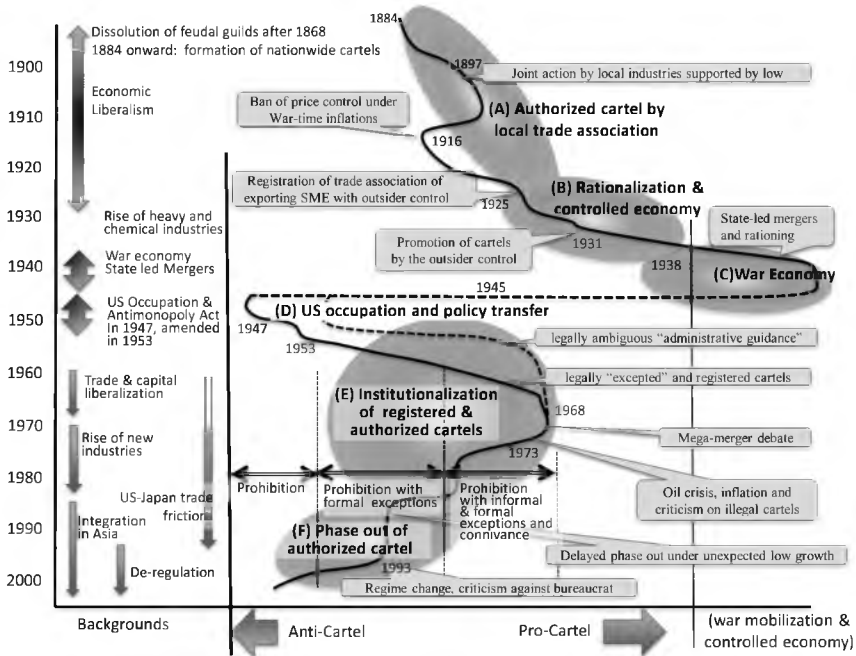 Dissolution of feudal guilds after 1868
1884 onward: formation of nationwide cartels
1884
1900
1910
1920
1930
1940
1950
1960
1970
1980
1990
2000
Economic
Liberalism
Rise of heavy and
chemical industries
War economy
State led Mergers
US Occupation &
Antimonopoly Act
In 1947, amended
in 1953
Trade & capital
liberalization
Rise of new
industries
US-Japan trade
friction
Integration
in Asia
De-regulation
Backgrounds
1897
Joint action by local industries supported by low
Ban of price control under
War-time inflations
(A) Authorized cartel by
local trade association
1916
Registration of trade association of
exporting SME with outsider control
1925
(B) Rationalization &
controlled economy
State-led mergers
and rationing
Promotion of cartels
by the outsider control
1931
1938
(C)War Economy
1945
(D) US occupation and policy transfer
1947
1953
legally ambiguous “administrative guidance”
legally “excepted” and registered cartels
(E) Institutionalization
of registered &
authorized cartels
1968
Mega-merger debate
1973
Oil crisis, inflation and
criticism on illegal cartels
Prohibition
Prohibition with
formal exceptions
Prohibition
with informal
& formal
exceptions and
connivance
(F) Phase out of
authorized cartel
Delayed phase out under unexpected low growth
1993
Regime change, criticism against bureaucrat
Anti-Cartel
Pro-Cartel
(war mobilization &
controlled economy)